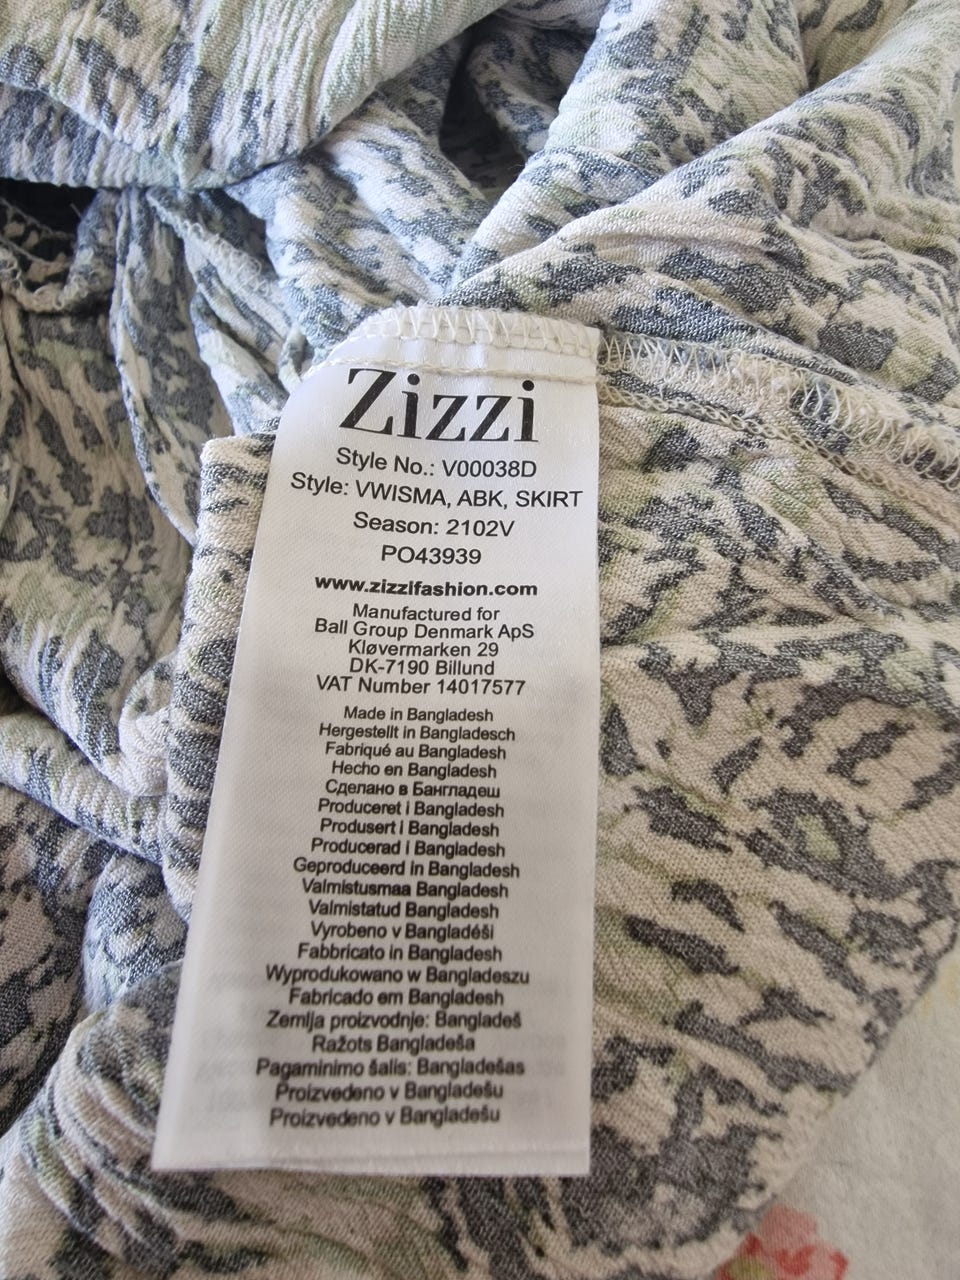 Zizzi
Style No.: V00038D
Style: VWISMA, ABK, SKIRT
Season: 2102V
PO43939
www.zizzifashion.com
Manufactured for
Ball Group Denmark ApS
Kløvermarken 29
DK-7190 Billund
VAT Number 14017577
Made in Bangladesh
Hergestellt in Bangladesch
Fabriqué au Bangladesh
Hecho en Bangladesh
Сделано в Бангладеш
Produceret i Bangladesh
Produsert i Bangladesh
Producerad i Bangladesh
Geproduceerd in Bangladesh
Valmistusmaa Bangladesh
Valmistatud Bangladesh
Vyrobeno v Bangladéši
Fabbricato in Bangladesh
Wyprodukowano w Bangladeszu
Fabricado em Bangladesh
Zemlja proizvodnje: Bangladeš
Ražots Bangladeša
Pagaminimo šalis: Bangladešas
Proizvedeno v Bangladešu
Proizvedeno v Bangladešu